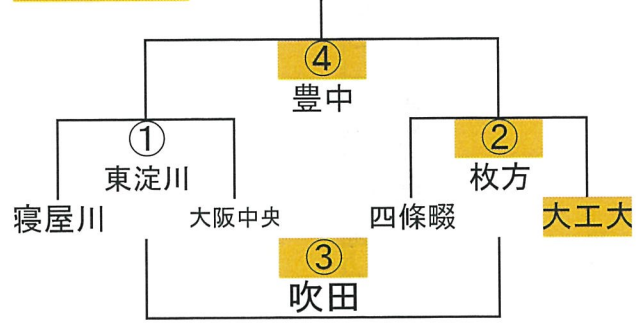 ④
豊中
①
②
東淀川
枚方
寝屋川
大阪中央
四條畷
大工大
③
吹田